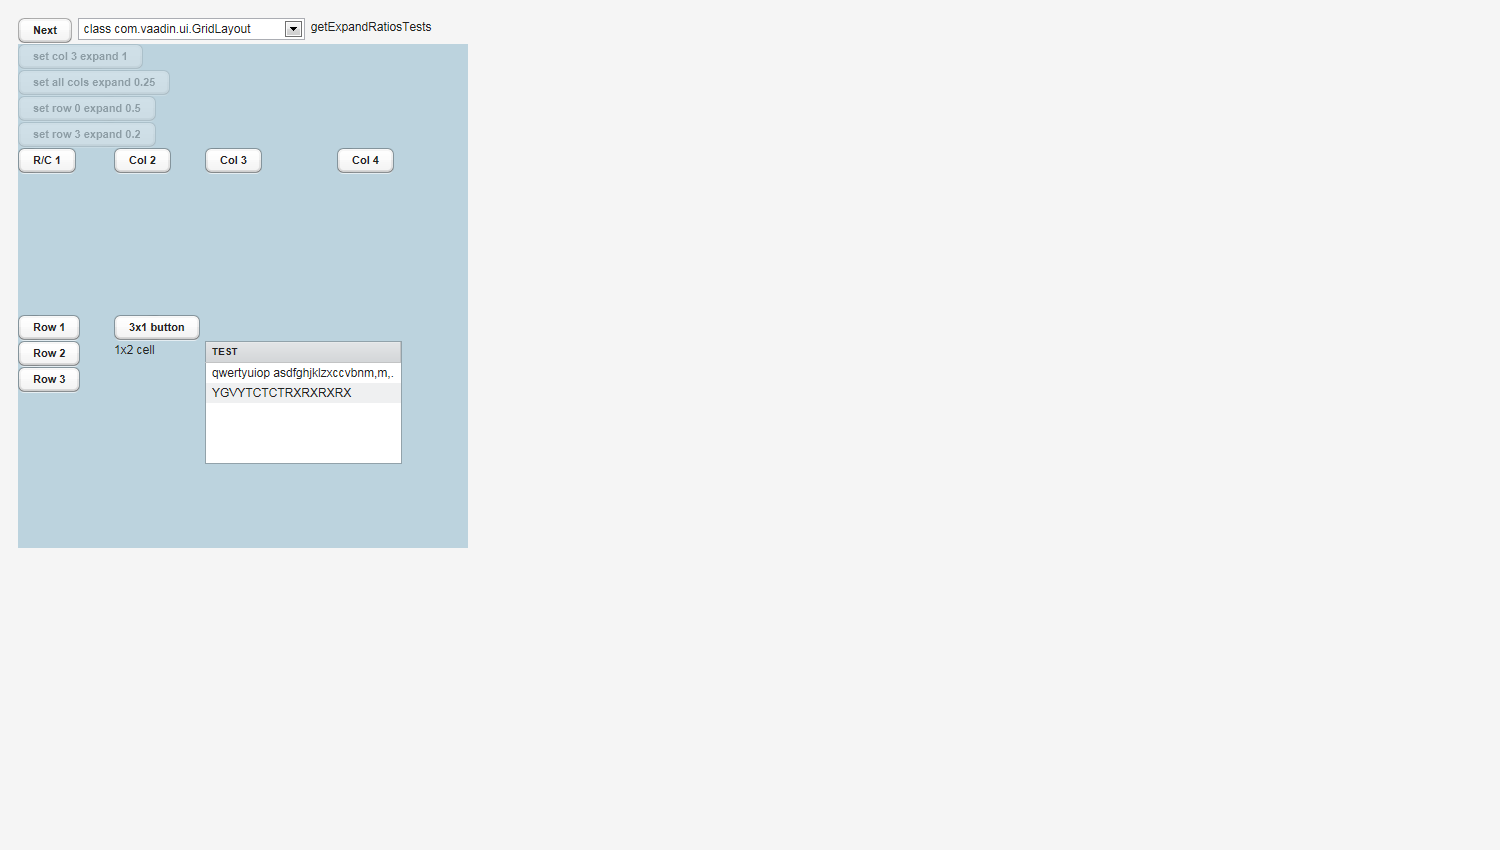 Next class com.vaadin.ui.GridLayout getExpandRatiosTests
set col 3 expand 1
set all cols expand 0.25
set row 0 expand 0.5
set row 3 expand 0.2
R/C 1 Col 2 Col 3 Col 4
Row 1 3x1 button
Row 2 1x2 cell TEST
qwertyuiop asdfghjklzxccvbnm,m,.
Row 3
YGVYTCTCTRXRXRXRX